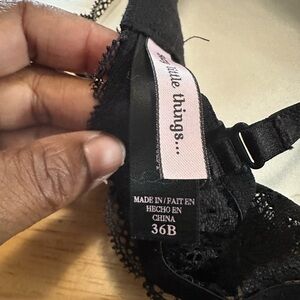 little things...
MADE IN / FAIT EN
HECHO EN
CHINA
36B